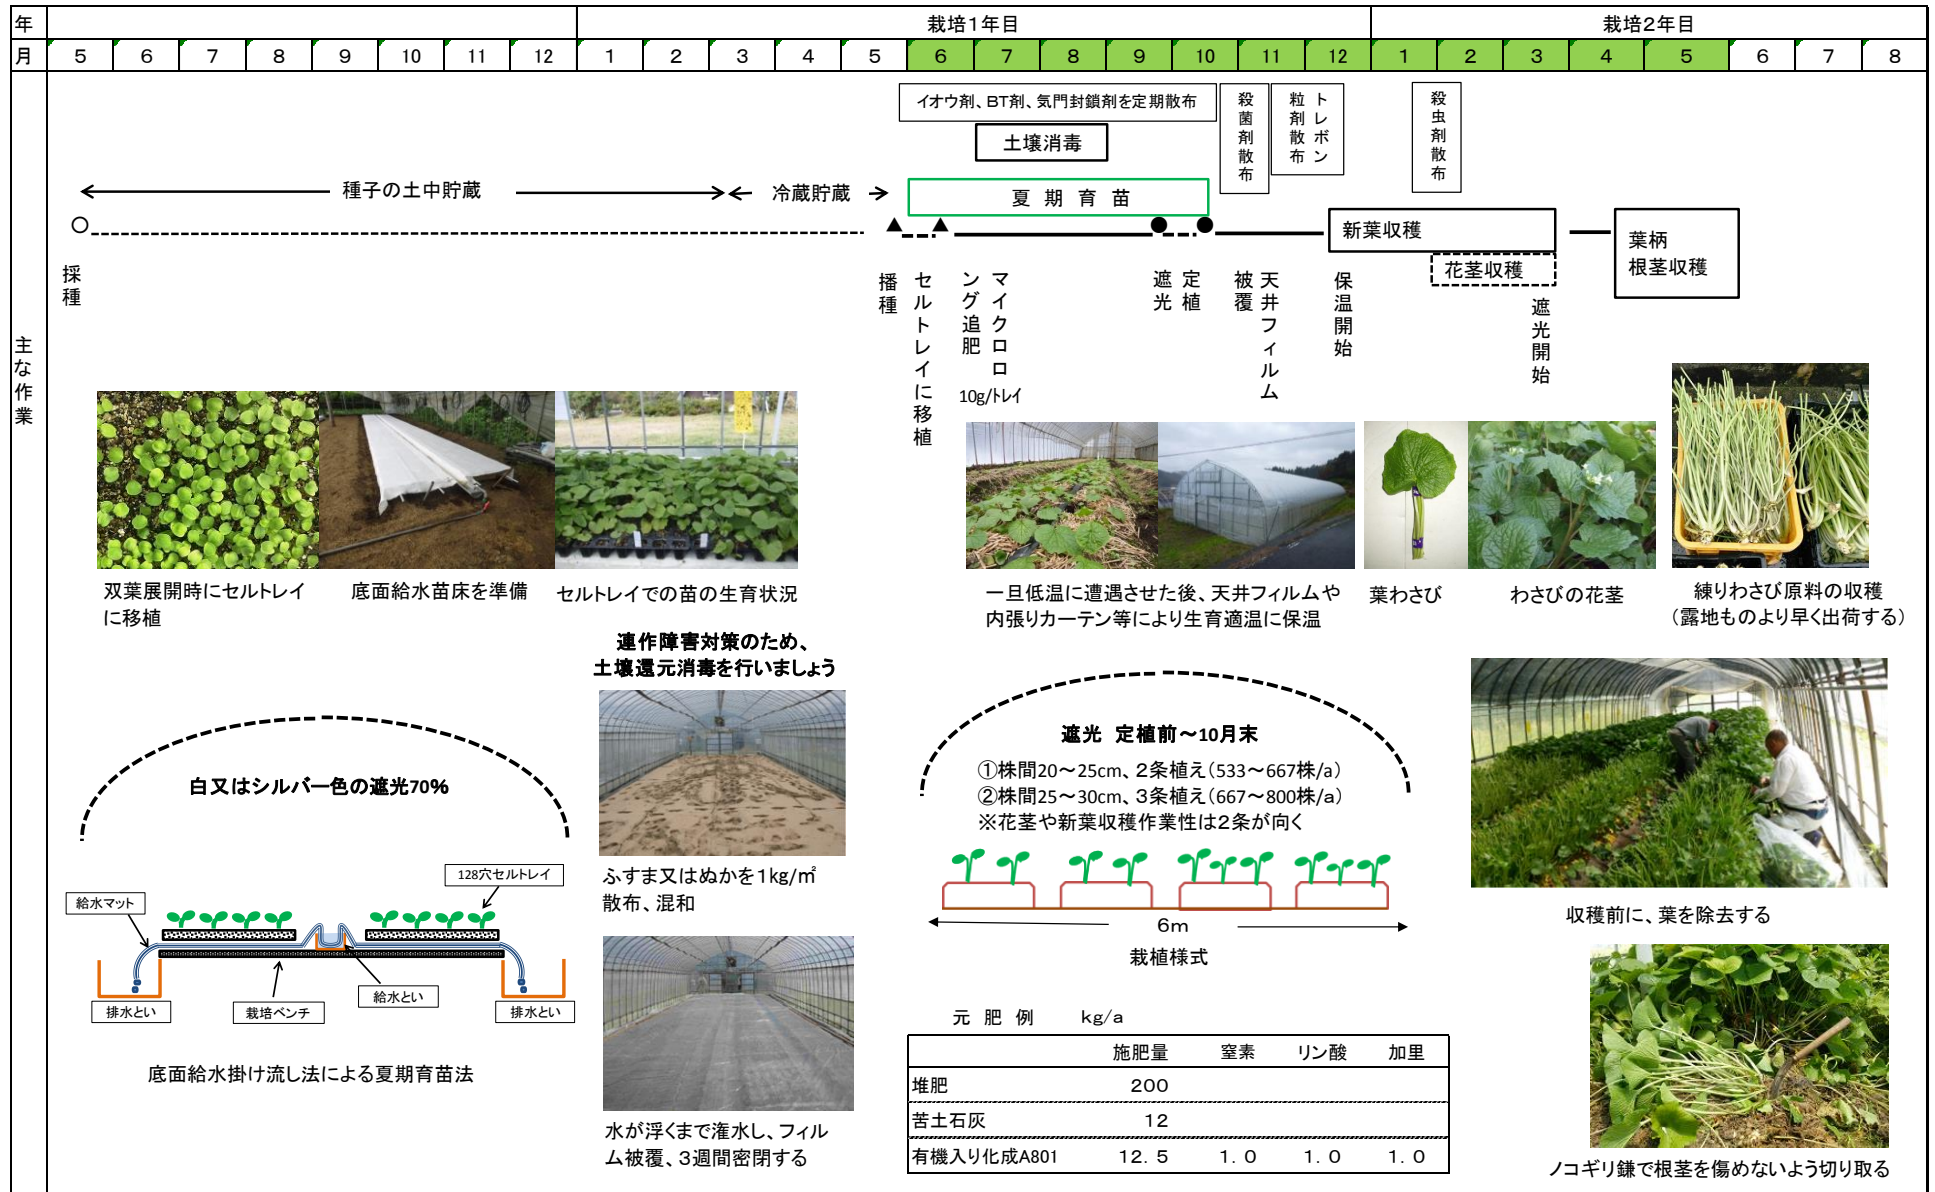 年
栽培1年目
栽培2年目
月
5 6 7 8 9 10 11 12 1 2 3 4 5 6 7 8 9 10 11 12 1 2 3 4 5 6 7 8
主な作業
イオウ剤、BT剤、気門封鎖剤を定期散布
土壌消毒
殺菌剤散布
トレボン
粒剤散布
殺虫剤散布
種子の土中貯蔵
冷蔵貯蔵
夏期育苗
新葉収穫
花茎収穫
葉柄
根茎収穫
採種
播種
セルトレイに移植
マイクロロ
ング追肥
10g/トレイ
遮光
定植
天井フィルム
被覆
保温開始
遮光開始
双葉展開時にセルトレイ
に移植
底面給水苗床を準備
セルトレイでの苗の生育状況
一旦低温に遭遇させた後、天井フィルムや
内張りカーテン等により生育適温に保温
葉わさび
わさびの花茎
練りわさび原料の収穫
(露地ものより早く出荷する)
連作障害対策のため、
土壌還元消毒を行いましょう
ふすま又はぬかを1kg/㎡
散布、混和
水が浮くまで潅水し、フィル
ム被覆、3週間密閉する
白又はシルバー色の遮光70%
128穴セルトレイ
給水マット
給水とい
排水とい
栽培ベンチ
排水とい
底面給水掛け流し法による夏期育苗法
遮光 定植前~10月末
①株間20~25cm、2条植え(533~667株/a)
②株間25~30cm、3条植え(667~800株/a)
※花茎や新葉収穫作業性は2条が向く
6m
栽植様式
収穫前に、葉を除去する
ノコギリ鎌で根茎を傷めないよう切り取る
元肥例 kg/a
施肥量 窒素 リン酸 加里
堆肥 200
苦土石灰 12
有機入り化成A801 12.5 1.0 1.0 1.0